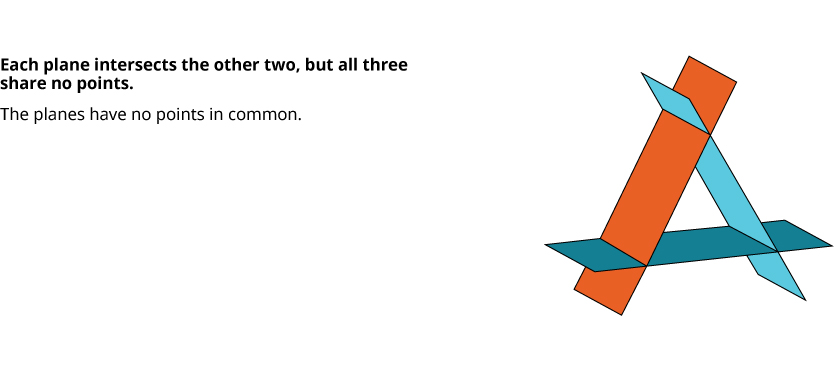 Each plane intersects the other two, but all three
share no points.
The planes have no points in common.